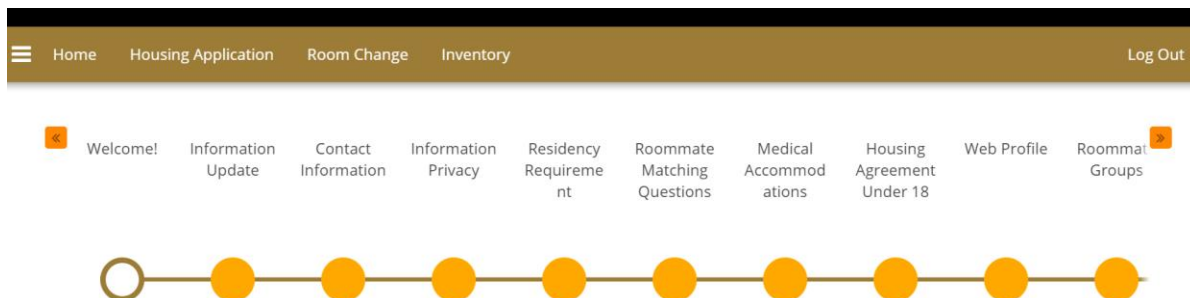 Home Housing Application Room Change Inventory Log Out
« Welcome! Information Contact Information Residency Roommate Medical Housing Web Profile Roommat »
Update Information Privacy Requireme Matching Accommod Agreement Groups
nt Questions ations Under 18